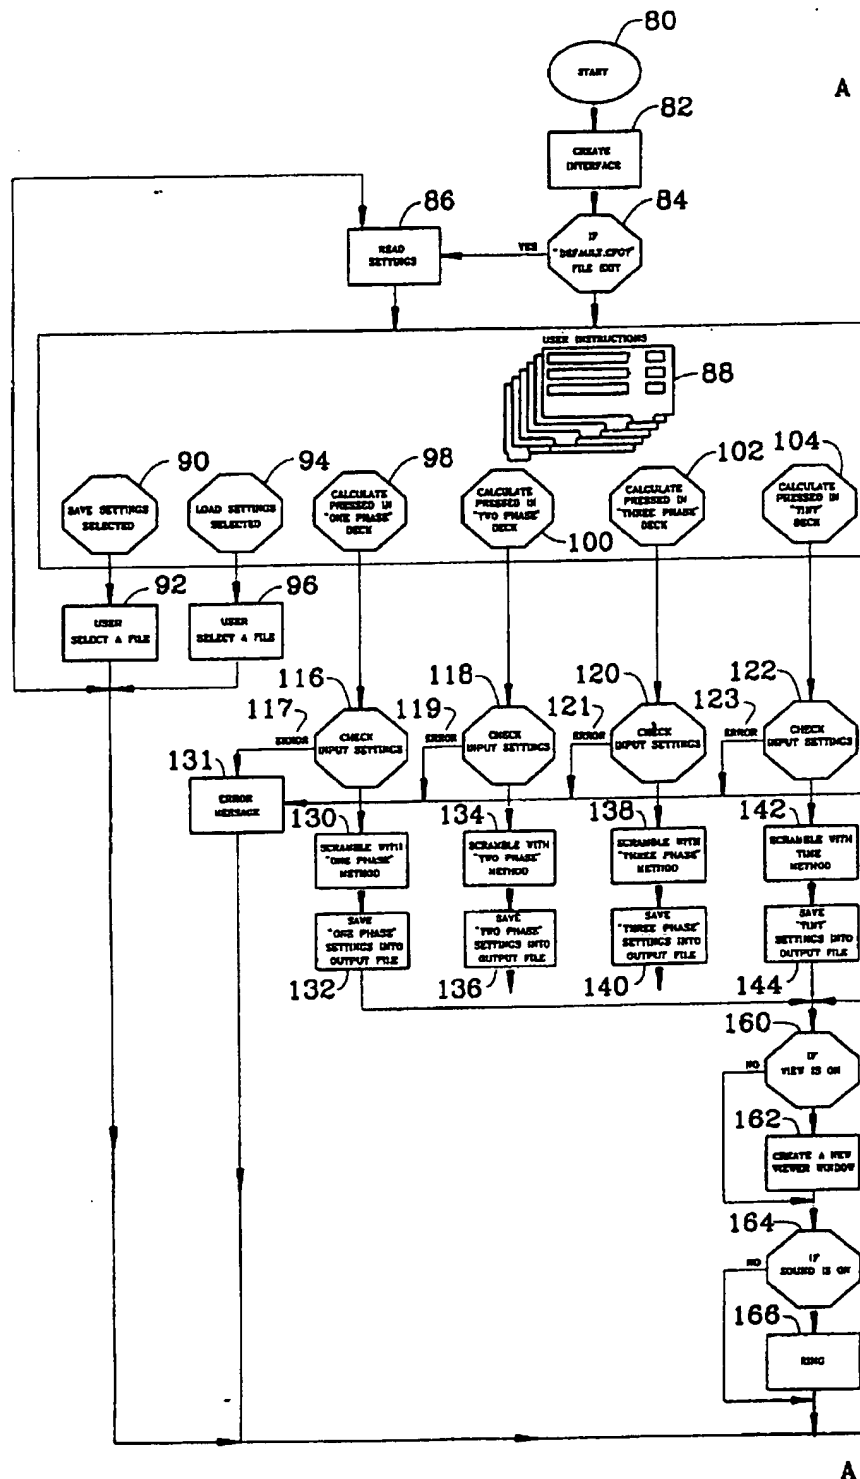 80
START
A
82
CREATE
INTERFACE
84
86
IF
"DEFAULT.CPGT"
FILE EXIT
YES
READ
SETTINGS
USER INSTRUCTIONS
88
90
94
98
102
104
SAVE SETTINGS
SELECTED
LOAD SETTINGS
SELECTED
CALCULATE
PRESSED IN
"ONE PHASE"
DECK
CALCULATE
PRESSED IN
"TWO PHASE"
DECK
CALCULATE
PRESSED IN
"THREE PHASE"
DECK
CALCULATE
PRESSED IN
"TINT"
DECK
100
92
96
USER
SELECT A FILE
USER
SELECT A FILE
116
118
120
122
117
119
121
123
ERROR
ERROR
ERROR
ERROR
CHECK
INPUT SETTINGS
CHECK
INPUT SETTINGS
CHECK
INPUT SETTINGS
CHECK
INPUT SETTINGS
131
ERROR
MESSAGE
130
134
138
142
SCRAMBLE WITH
"ONE PHASE"
METHOD
SCRAMBLE WITH
"TWO PHASE"
METHOD
SCRAMBLE WITH
"THREE PHASE"
METHOD
SCRAMBLE WITH
TIME
METHOD
SAVE
"ONE PHASE"
SETTINGS INTO
OUTPUT FILE
SAVE
"TWO PHASE"
SETTINGS INTO
OUTPUT FILE
SAVE
"THREE PHASE"
SETTINGS INTO
OUTPUT FILE
SAVE
"TINT"
SETTINGS INTO
OUTPUT FILE
132
136
140
144
160
IF
VIEW IS ON
NO
162
CREATE A NEW
VIEWER WINDOW
164
IF
SOUND IS ON
NO
166
RING
A